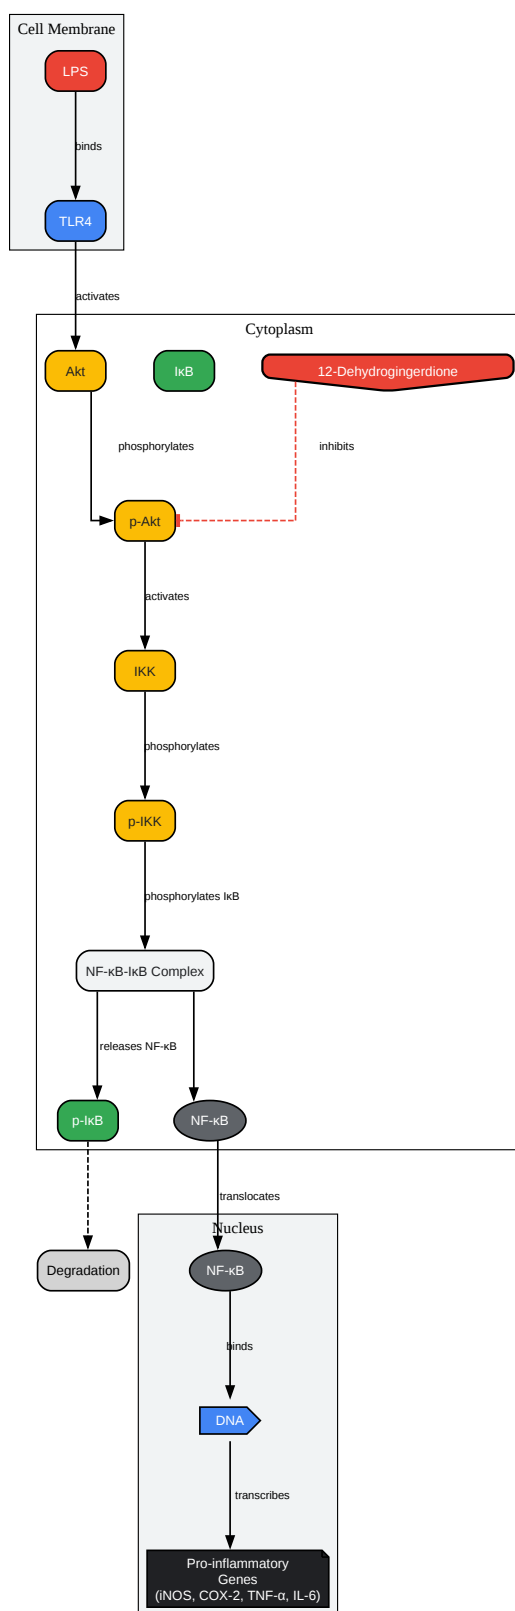 Cell Membrane
LPS
binds
TLR4
activates
Cytoplasm
Akt
IκB
12-Dehydrogingerdione
phosphorylates
inhibits
p-Akt
activates
IKK
phosphorylates
p-IKK
phosphorylates IκB
NF-κB-IκB Complex
releases NF-κB
p-IκB
NF-κB
translocates
Nucleus
Degradation
NF-κB
binds
DNA
transcribes
Pro-inflammatory
Genes
(iNOS, COX-2, TNF-α, IL-6)